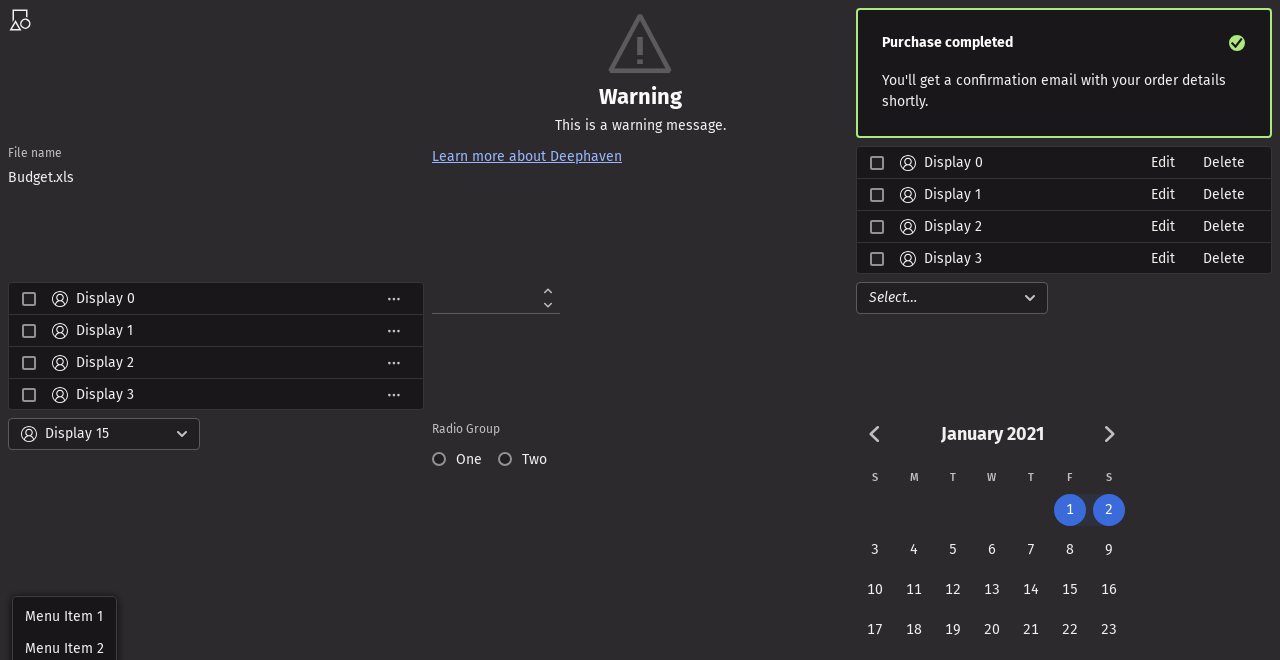 Warning
This is a warning message.
Purchase completed
You'll get a confirmation email with your order details
shortly.
File name
Budget.xls
Learn more about Deephaven
Display 0 Edit Delete
Display 1 Edit Delete
Display 2 Edit Delete
Display 3 Edit Delete
Display 0
Display 1
Display 2
Display 3
Select...
Display 15
Radio Group
One Two
January 2021
S M T W T F S
1 2
3 4 5 6 7 8 9
10 11 12 13 14 15 16
17 18 19 20 21 22 23
Menu Item 1
Menu Item 2